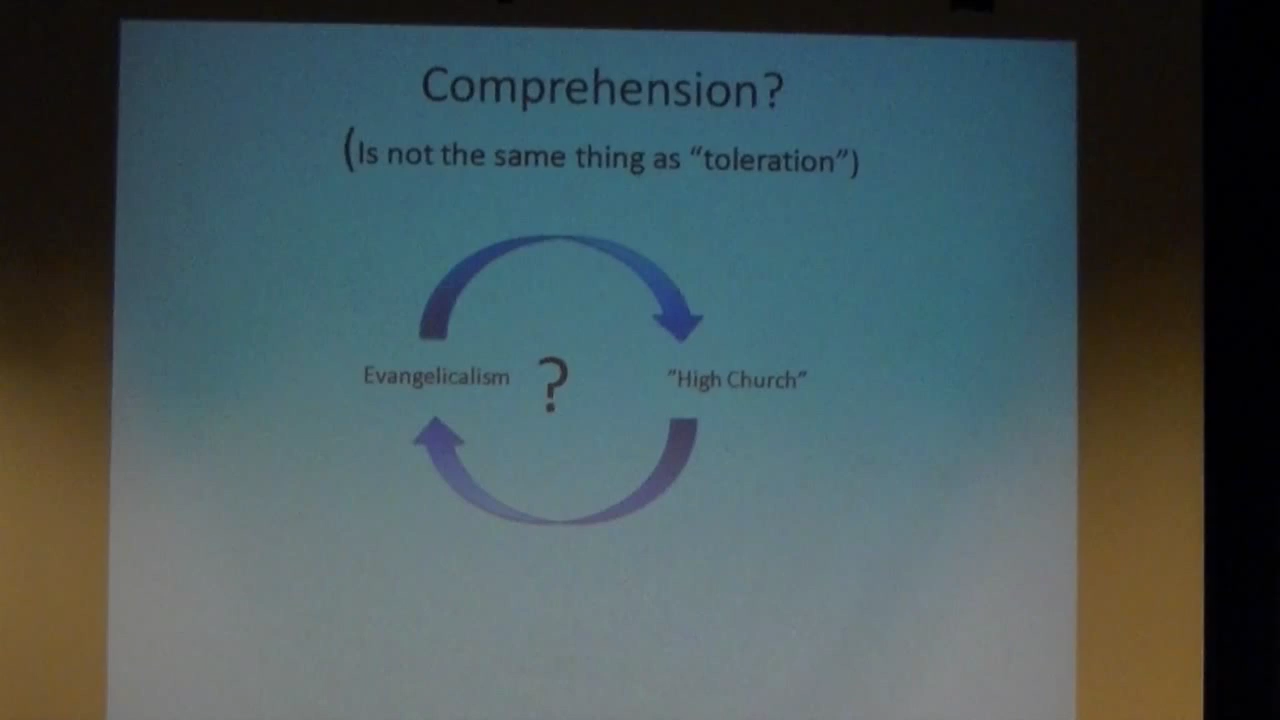 Comprehension?
(Is not the same thing as “toleration”)
Evangelicalism ? “High Church”